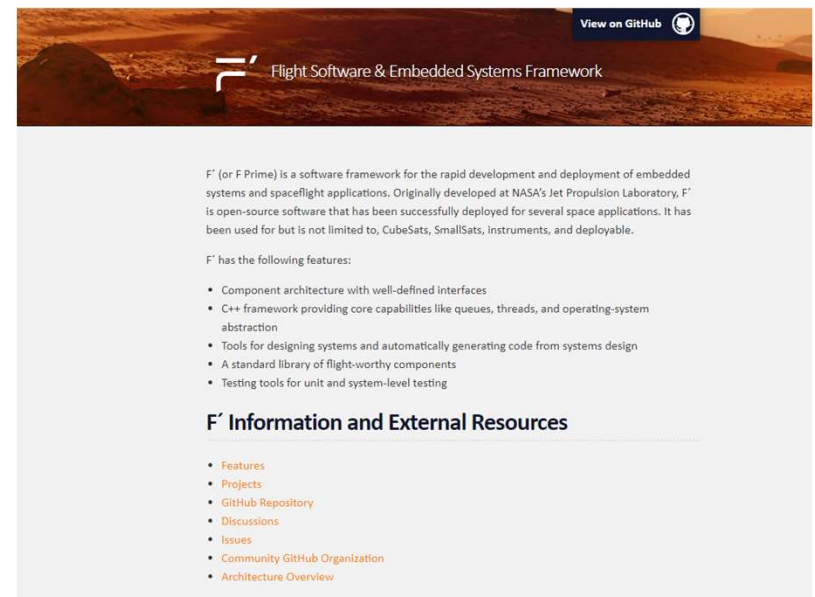 View on GitHub
F´ Flight Software & Embedded Systems Framework
F´ (or F Prime) is a software framework for the rapid development and deployment of embedded
systems and spaceflight applications. Originally developed at NASA's Jet Propulsion Laboratory, F´
is open-source software that has been successfully deployed for several space applications. It has
been used for but is not limited to, CubeSats, SmallSats, instruments, and deployable.
F´ has the following features:
• Component architecture with well-defined interfaces
• C++ framework providing core capabilities like queues, threads, and operating-system
abstraction
• Tools for designing systems and automatically generating code from systems design
• A standard library of flight-worthy components
• Testing tools for unit and system-level testing
F´ Information and External Resources
• Features
• Projects
• GitHub Repository
• Discussions
• Issues
• Community GitHub Organization
• Architecture Overview